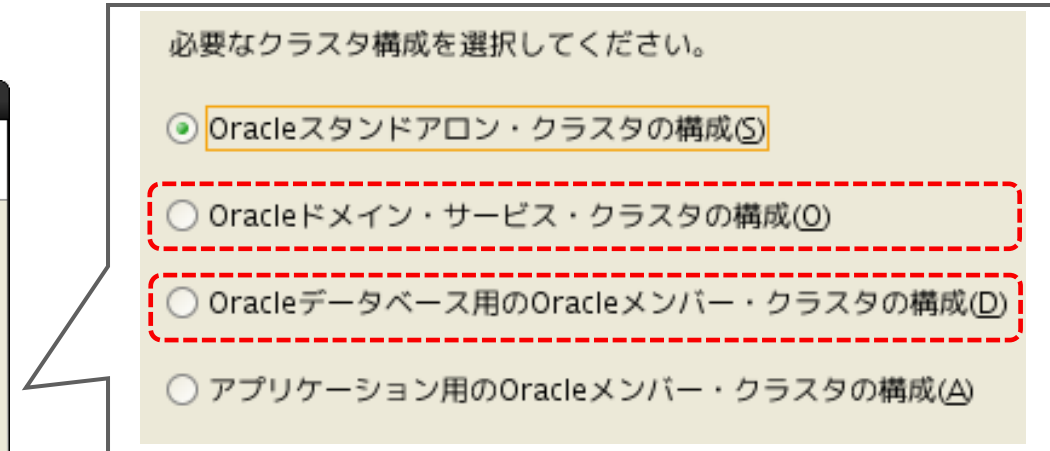 必要なクラスタ構成を選択してください。
Oracleスタンドアロン・クラスタの構成(S)
Oracleドメイン・サービス・クラスタの構成(O)
Oracleデータベース用のOracleメンバー・クラスタの構成(D)
アプリケーション用のOracleメンバー・クラスタの構成(A)